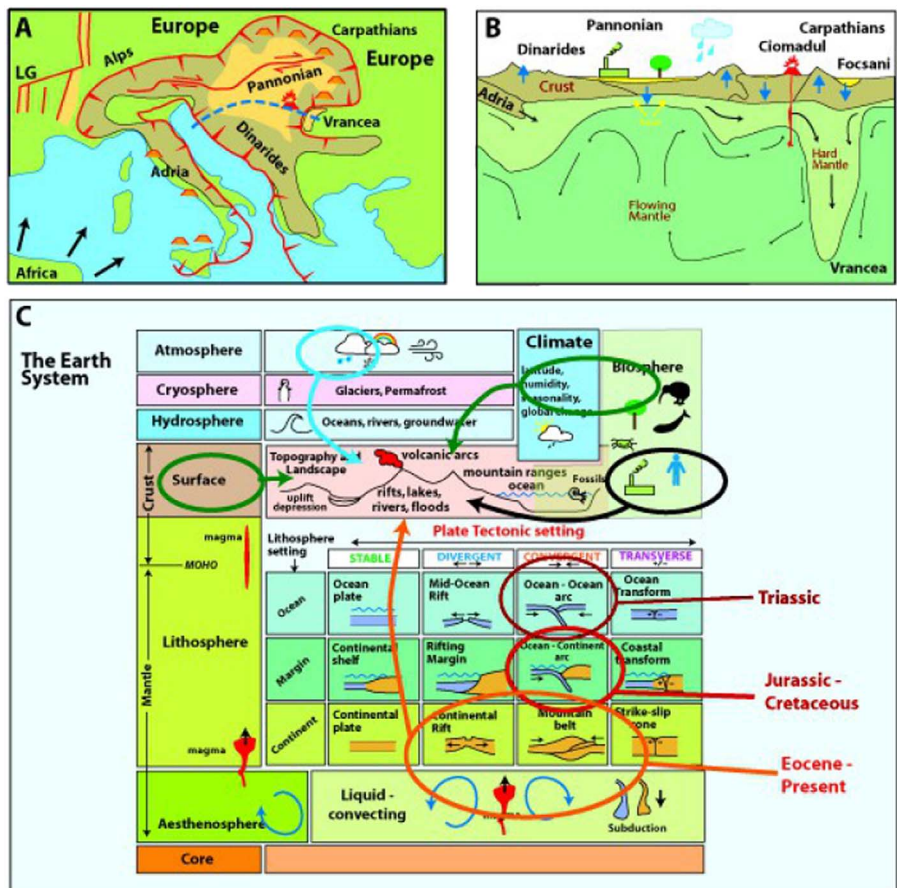 A
Europe
Carpathians
Alps
Europe
LG
Pannonian
Vrancea
Dinarides
Adria
Africa
B
Pannonian
Carpathians
Dinarides
Ciomadul
Focsani
Crust
Adria
Hard
Mantle
Flowing
Mantle
Vrancea
C
The Earth
System
Atmosphere
Climate
Biosphere
latitude,
humidity,
seasonality,
global change
Cryosphere
Glaciers, Permafrost
Hydrosphere
Oceans, rivers, groundwater
Crust
Surface
Topography and
Landscape
volcanic arcs
mountain ranges
ocean
Fossils
uplift
depression
rifts, lakes,
rivers, floods
Plate Tectonic setting
magma
MOHO
Lithosphere
setting
STABLE
DIVERGENT
CONVERGENT
TRANSVERSE
+/-
Mantle
Lithosphere
Ocean
Ocean
plate
Mid-Ocean
Rift
Ocean - Ocean
arc
Ocean
Transform
Triassic
Margin
Continental
shelf
Rifting
Margin
Ocean - Continent
arc
Coastal
transform
Jurassic -
Cretaceous
Continent
Continental
plate
Continental
Rift
Mountain
belt
Strike-slip
zone
Eocene -
Present
magma
Aesthenosphere
Liquid -
convecting
magma
Subduction
Core